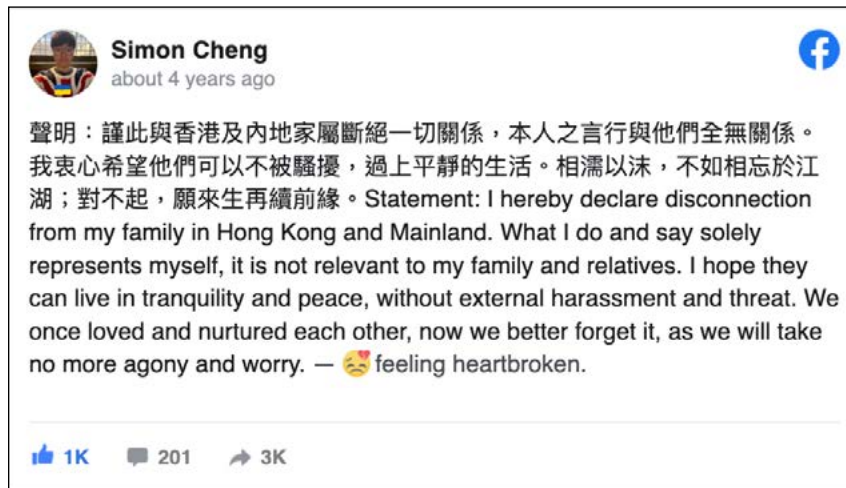 Simon Cheng
about 4 years ago
聲明：謹此與香港及內地家屬斷絕一切關係，本人之言行與他們全無關係。
我衷心希望他們可以不被騷擾，過上平靜的生活。相濡以沫，不如相忘於江
湖；對不起，願來生再續前緣。Statement: I hereby declare disconnection
from my family in Hong Kong and Mainland. What I do and say solely
represents myself, it is not relevant to my family and relatives. I hope they
can live in tranquility and peace, without external harassment and threat. We
once loved and nurtured each other, now we better forget it, as we will take
no more agony and worry. — 😥 feeling heartbroken.
1K 201 3K